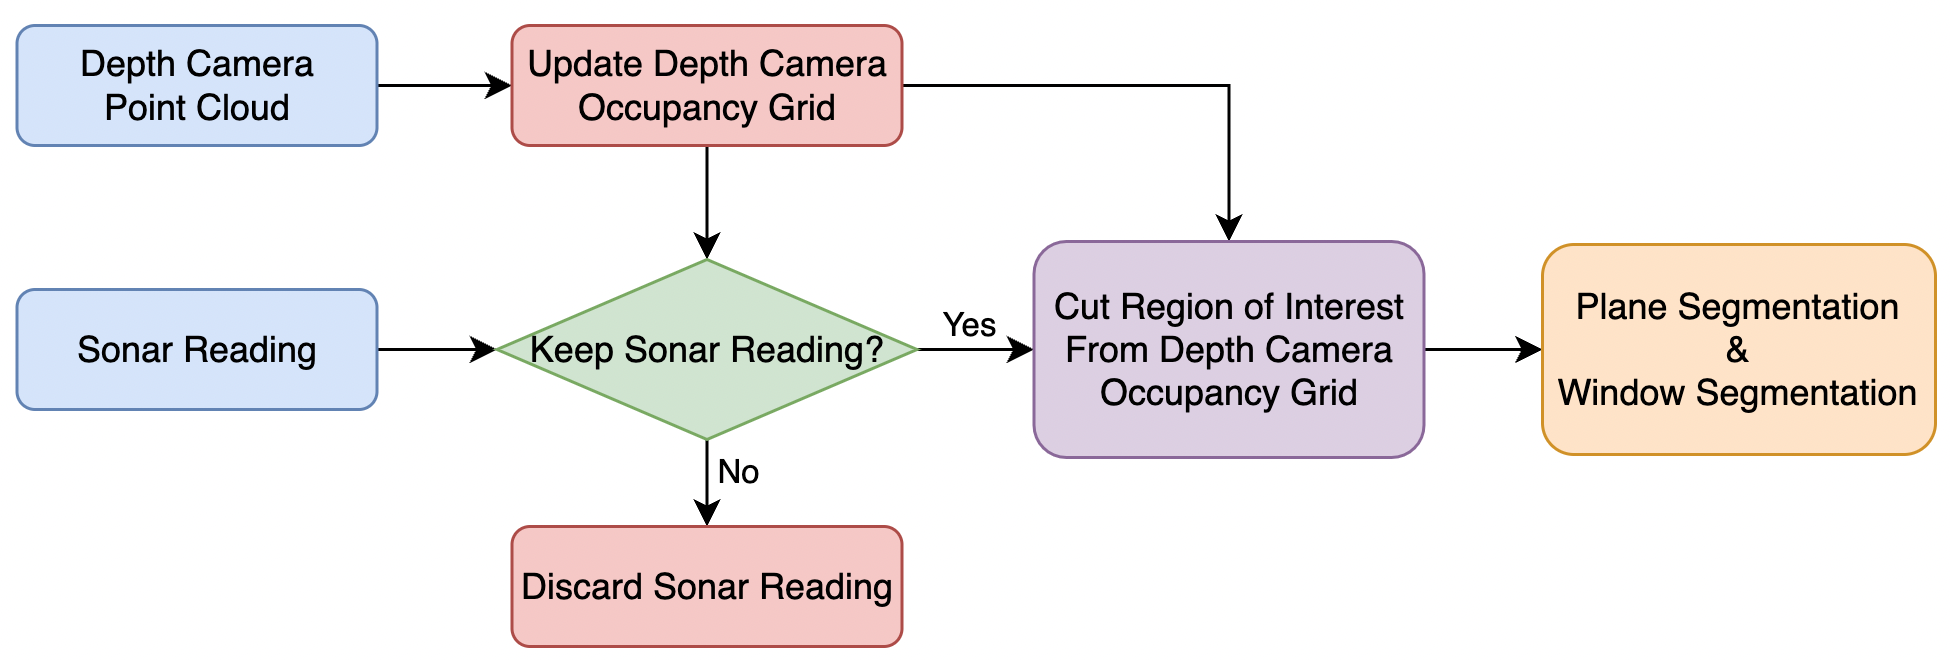 Depth Camera
Point Cloud
Update Depth Camera
Occupancy Grid
Sonar Reading
Keep Sonar Reading?
Yes
Cut Region of Interest
From Depth Camera
Occupancy Grid
Plane Segmentation
&
Window Segmentation
No
Discard Sonar Reading